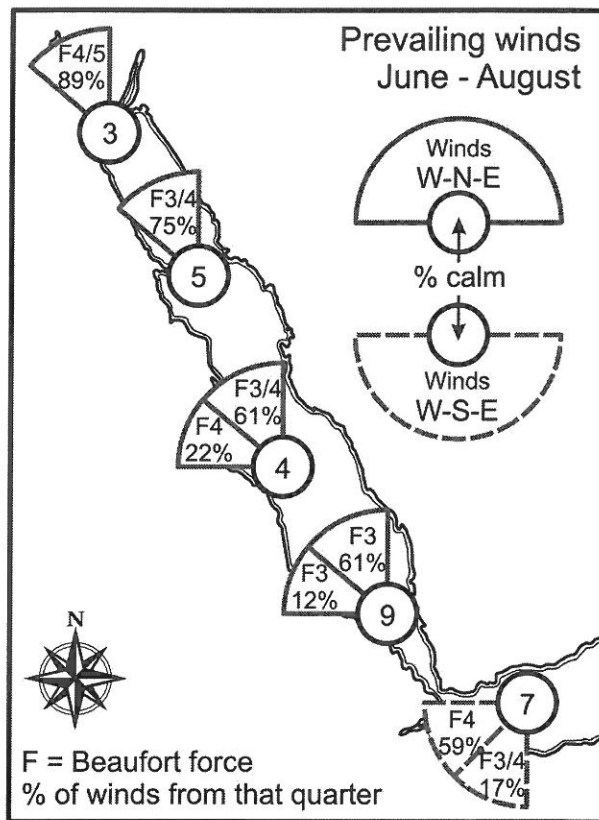 Prevailing winds
June - August
F4/5
89%
3
Winds
W-N-E
F3/4
75%
5
% calm
Winds
W-S-E
F3/4
61%
F4
22%
4
F3
61%
F3
12%
9
N
7
F4
59%
F3/4
17%
F = Beaufort force
% of winds from that quarter